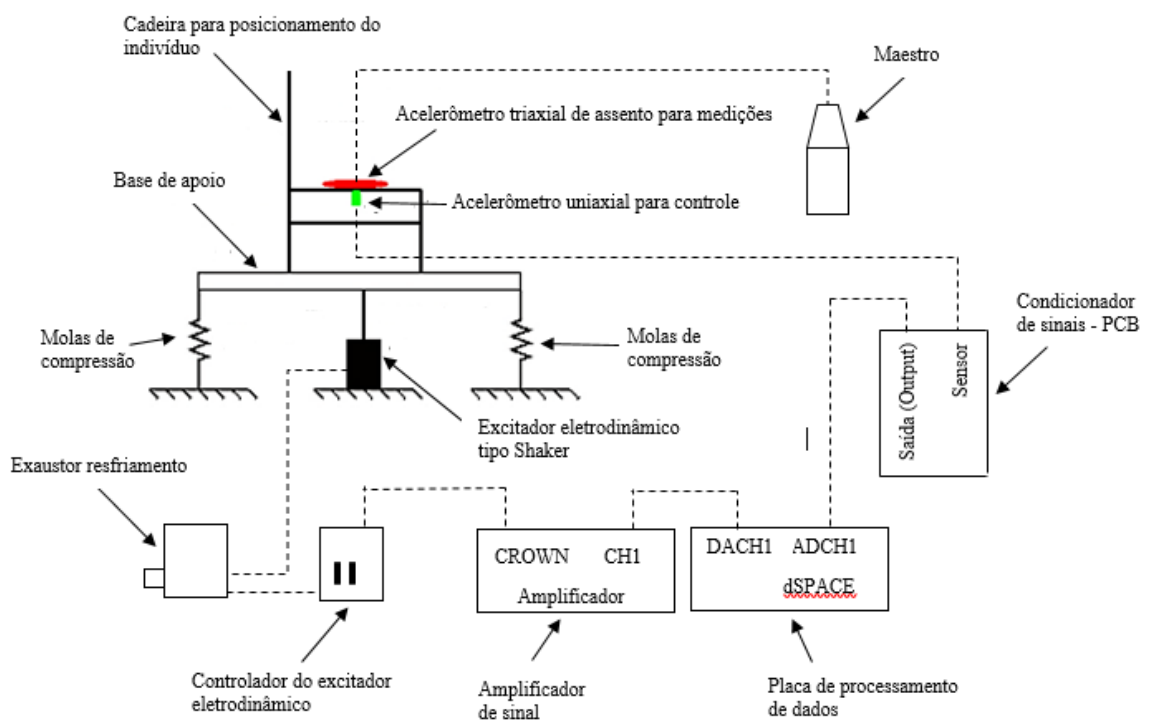 Cadeira para posicionamento do
indivíduo
Maestro
Acelerômetro triaxial de assento para medições
Base de apoio
Acelerômetro uniaxial para controle
Condicionador
de sinais - PCB
Molas de
compressão
Molas de
compressão
Saída (Output)
Sensor
Excitador eletrodinâmico
tipo Shaker
Exaustor resfriamento
CROWN CH1
Amplificador
DACH1 ADCH1
dSPACE
Controlador do excitador
eletrodinâmico
Amplificador
de sinal
Placa de processamento
de dados